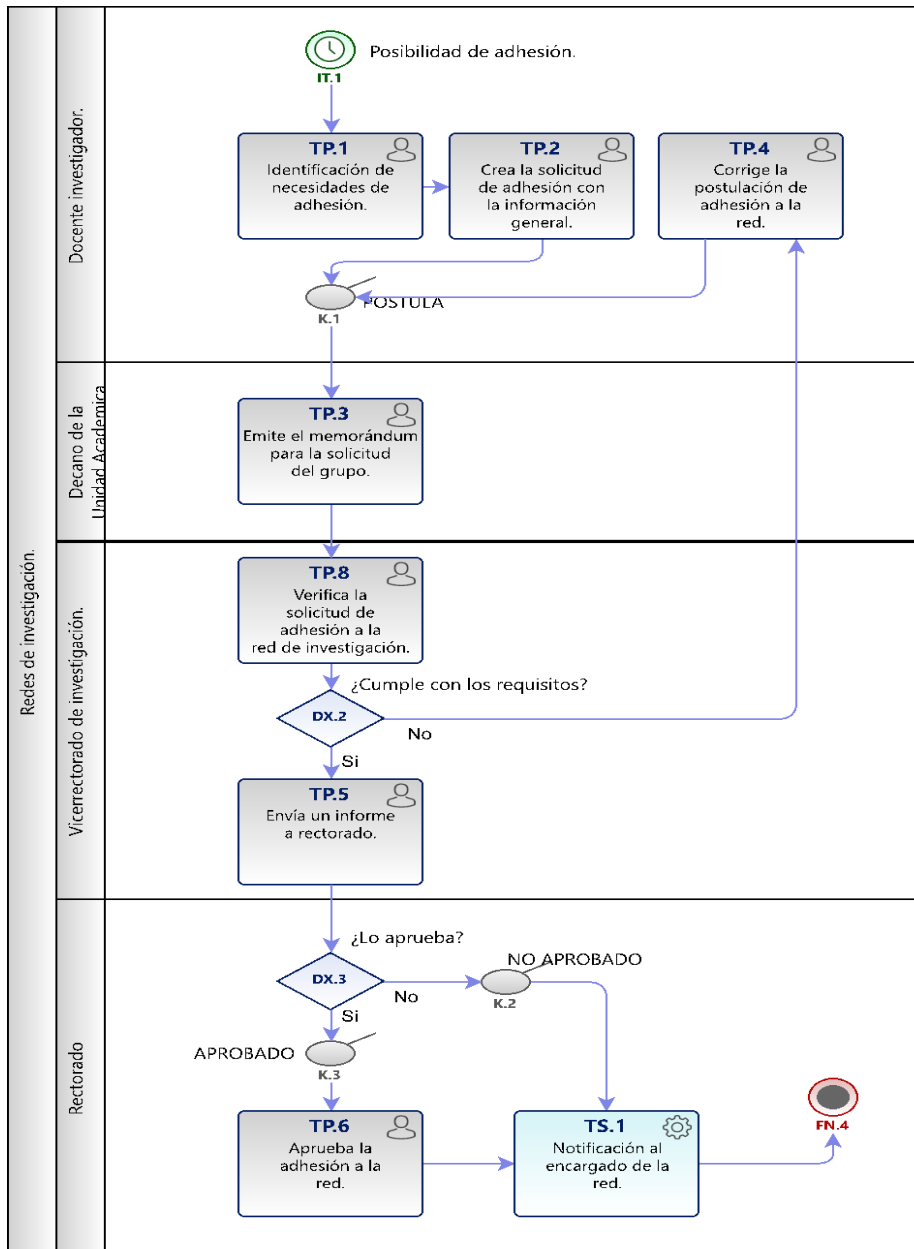 Redes de investigación.
Docente investigador.
IT.1
Posibilidad de adhesión.
TP.1
Identificación de
necesidades de
adhesión.
TP.2
Crea la solicitud
de adhesión con
la información
general.
TP.4
Corrige la
postulación de
adhesión a la
red.
POSTULA
K.1
Decano de la
Unidad Academica
TP.3
Emite el memorándum
para la solicitud
del grupo.
Vicerrectorado de investigación.
TP.8
Verifica la
solicitud de
adhesión a la
red de investigación.
¿Cumple con los requisitos?
DX.2
No
Si
TP.5
Envía un informe
a rectorado.
Rectorado
¿Lo aprueba?
DX.3
No
Si
NO APROBADO
K.2
APROBADO
K.3
TP.6
Aprueba la
adhesión a la
red.
TS.1
Notificación al
encargado de la
red.
FN.4